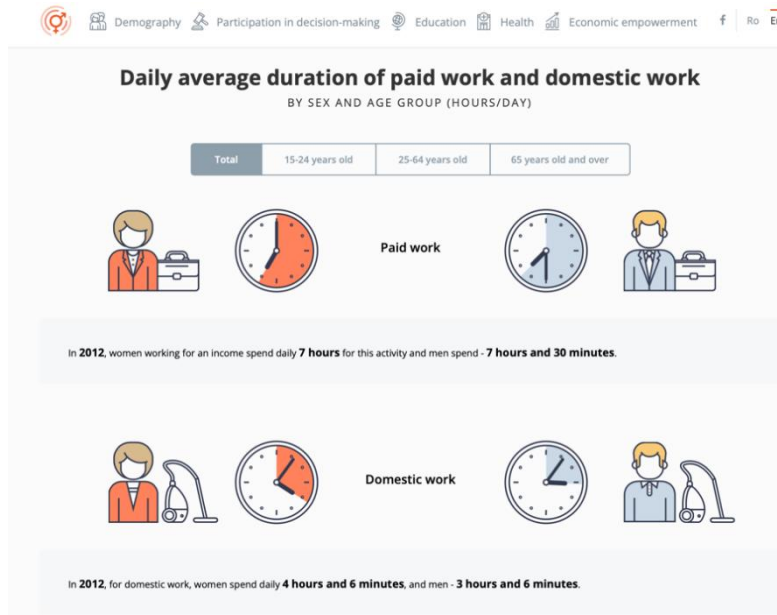 Demography Participation in decision-making Education Health Economic empowerment f Ro
Daily average duration of paid work and domestic work
BY SEX AND AGE GROUP (HOURS/DAY)
Total 15-24 years old 25-64 years old 65 years old and over
Paid work
In 2012, women working for an income spend daily 7 hours for this activity and men spend - 7 hours and 30 minutes.
Domestic work
In 2012, for domestic work, women spend daily 4 hours and 6 minutes, and men - 3 hours and 6 minutes.